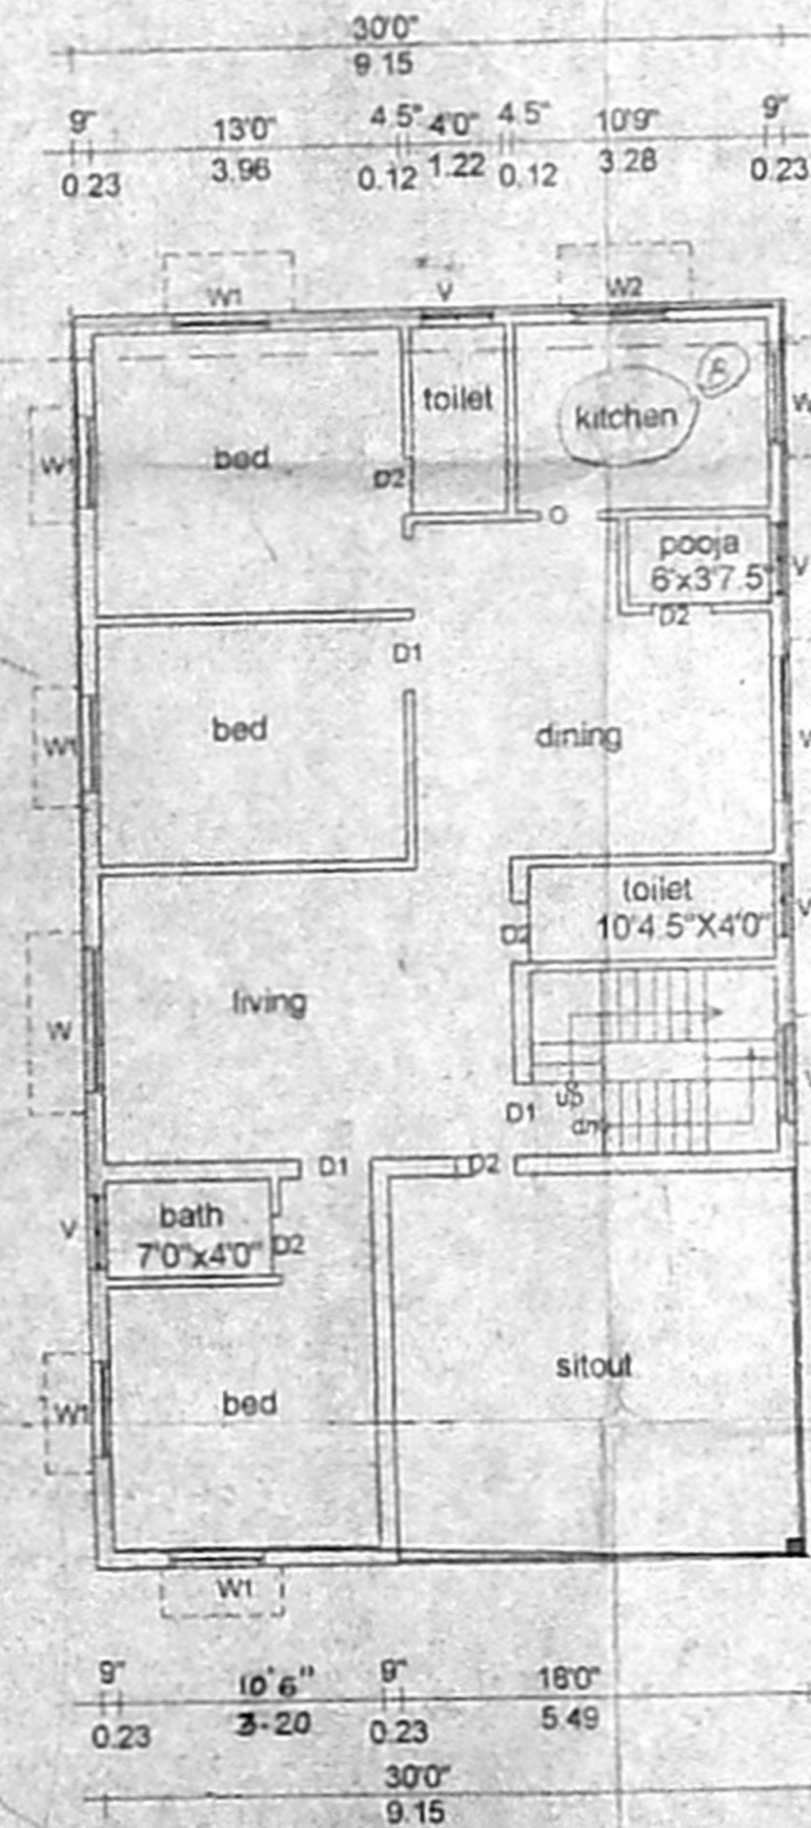 30'0"
9.15
9" 13'0" 4.5" 4'0" 4.5" 10'9" 9"
0.23 3.96 0.12 1.22 0.12 3.28 0.23
W1 V W2
B
toilet kitchen W
W1 bed
D2
O
pooja
6'x3'7.5" V
D2
D1
W1 bed dining
toilet
10'4.5"X4'0" V
D2
living
W
up
D1
dn
D1 D2
bath
V 7'0"x4'0" D2
sitout
W1 bed
W1
9" 10'6" 9" 18'0"
0.23 3-20 0.23 5.49
30'0"
9.15